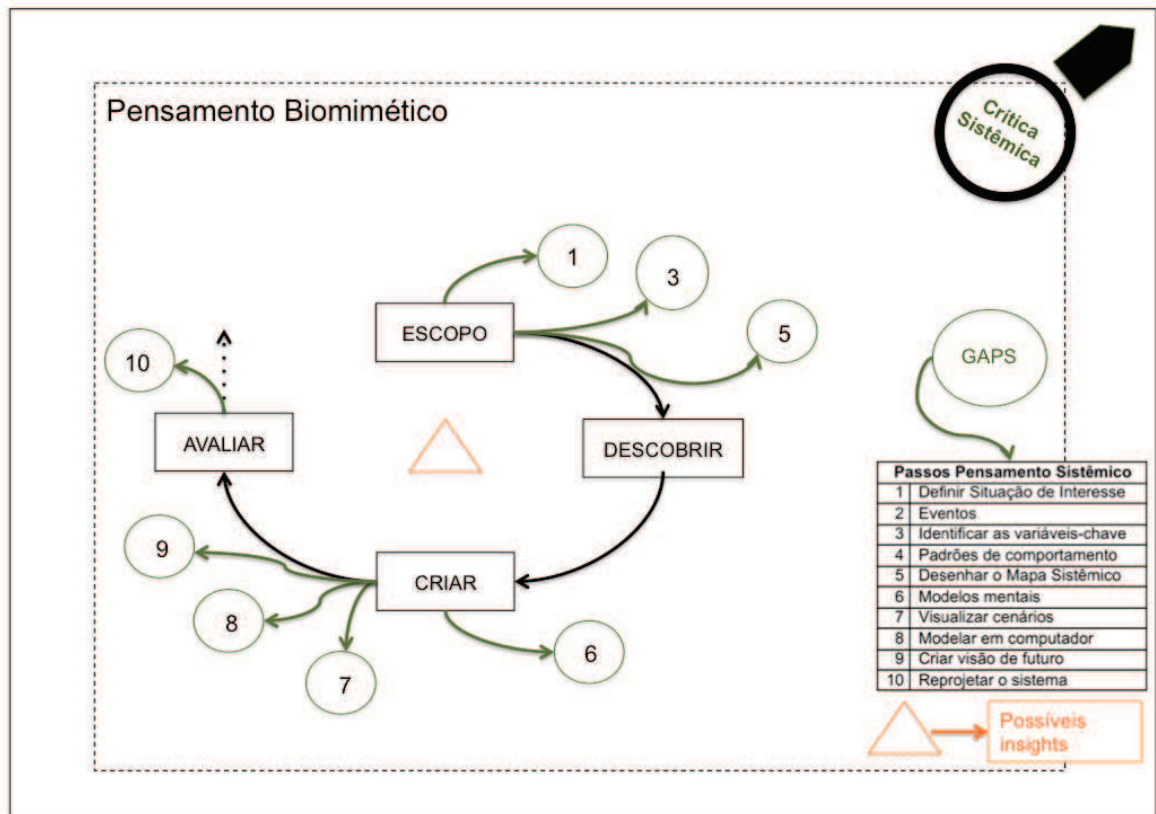 Pensamento Biomimético
Crítica
Sistêmica
1
3
ESCOPO
5
10
GAPS
AVALIAR
DESCOBRIR
9
CRIAR
8
6
7
Passos Pensamento Sistêmico
1 Definir Situação de Interesse
2 Eventos
3 Identificar as variáveis-chave
4 Padrões de comportamento
5 Desenhar o Mapa Sistêmico
6 Modelos mentais
7 Visualizar cenários
8 Modelar em computador
9 Criar visão de futuro
10 Reprojetar o sistema
Possíveis
insights